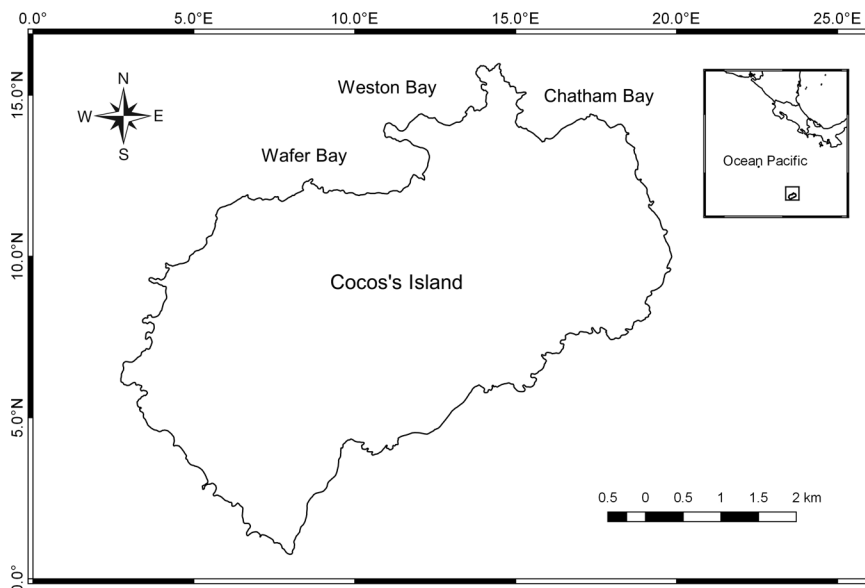 0.0° 5.0°E 10.0°E 15.0°E 20.0°E 25.0°E
Weston Bay
Chatham Bay
15.0°N
N
W E
S
Wafer Bay
Ocean Pacific
10.0°N
Cocos's Island
5.0°N
0.5 0 0.5 1 1.5 2 km
0.0°